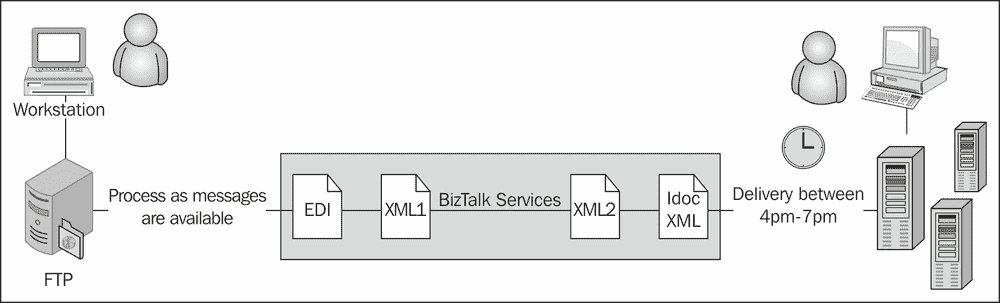 Workstation
Process as messages
are available
FTP
EDI
XML1
BizTalk Services
XML2
Idoc
XML
Delivery between
4pm-7pm